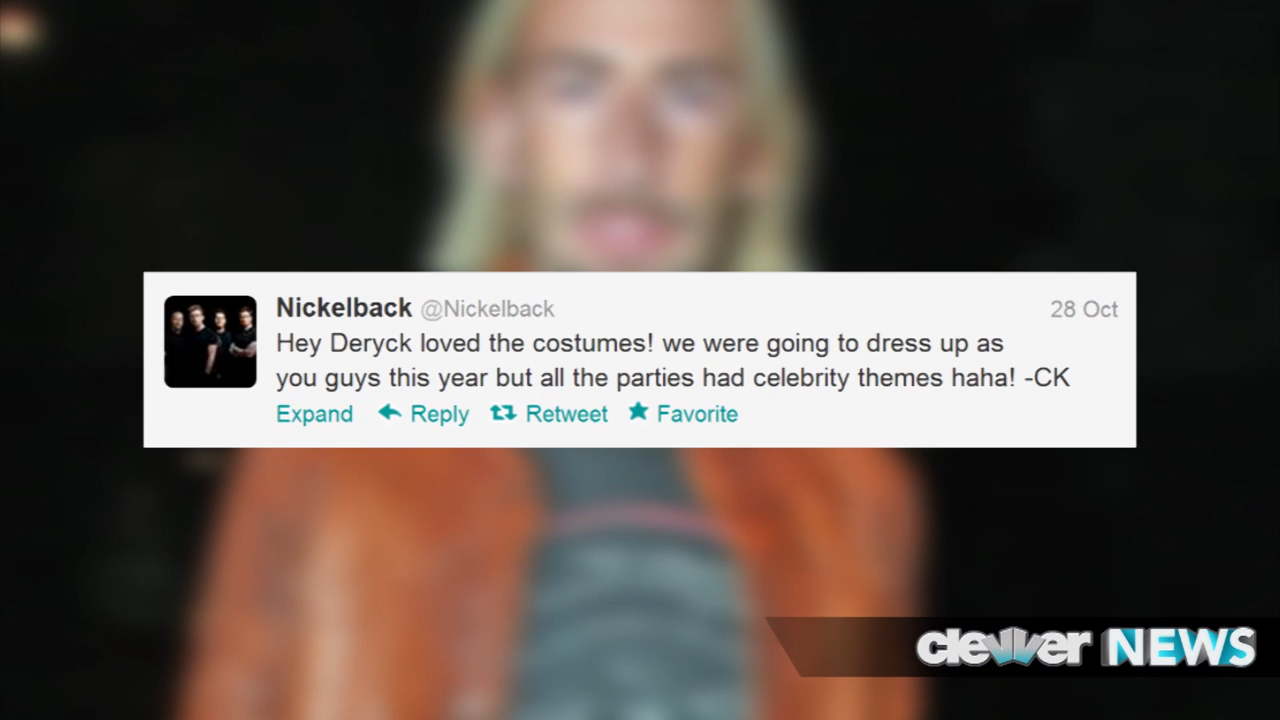 Nickelback @Nickelback 28 Oct
Hey Deryck loved the costumes! we were going to dress up as
you guys this year but all the parties had celebrity themes haha! -CK
Expand Reply Retweet Favorite
clevver NEWS